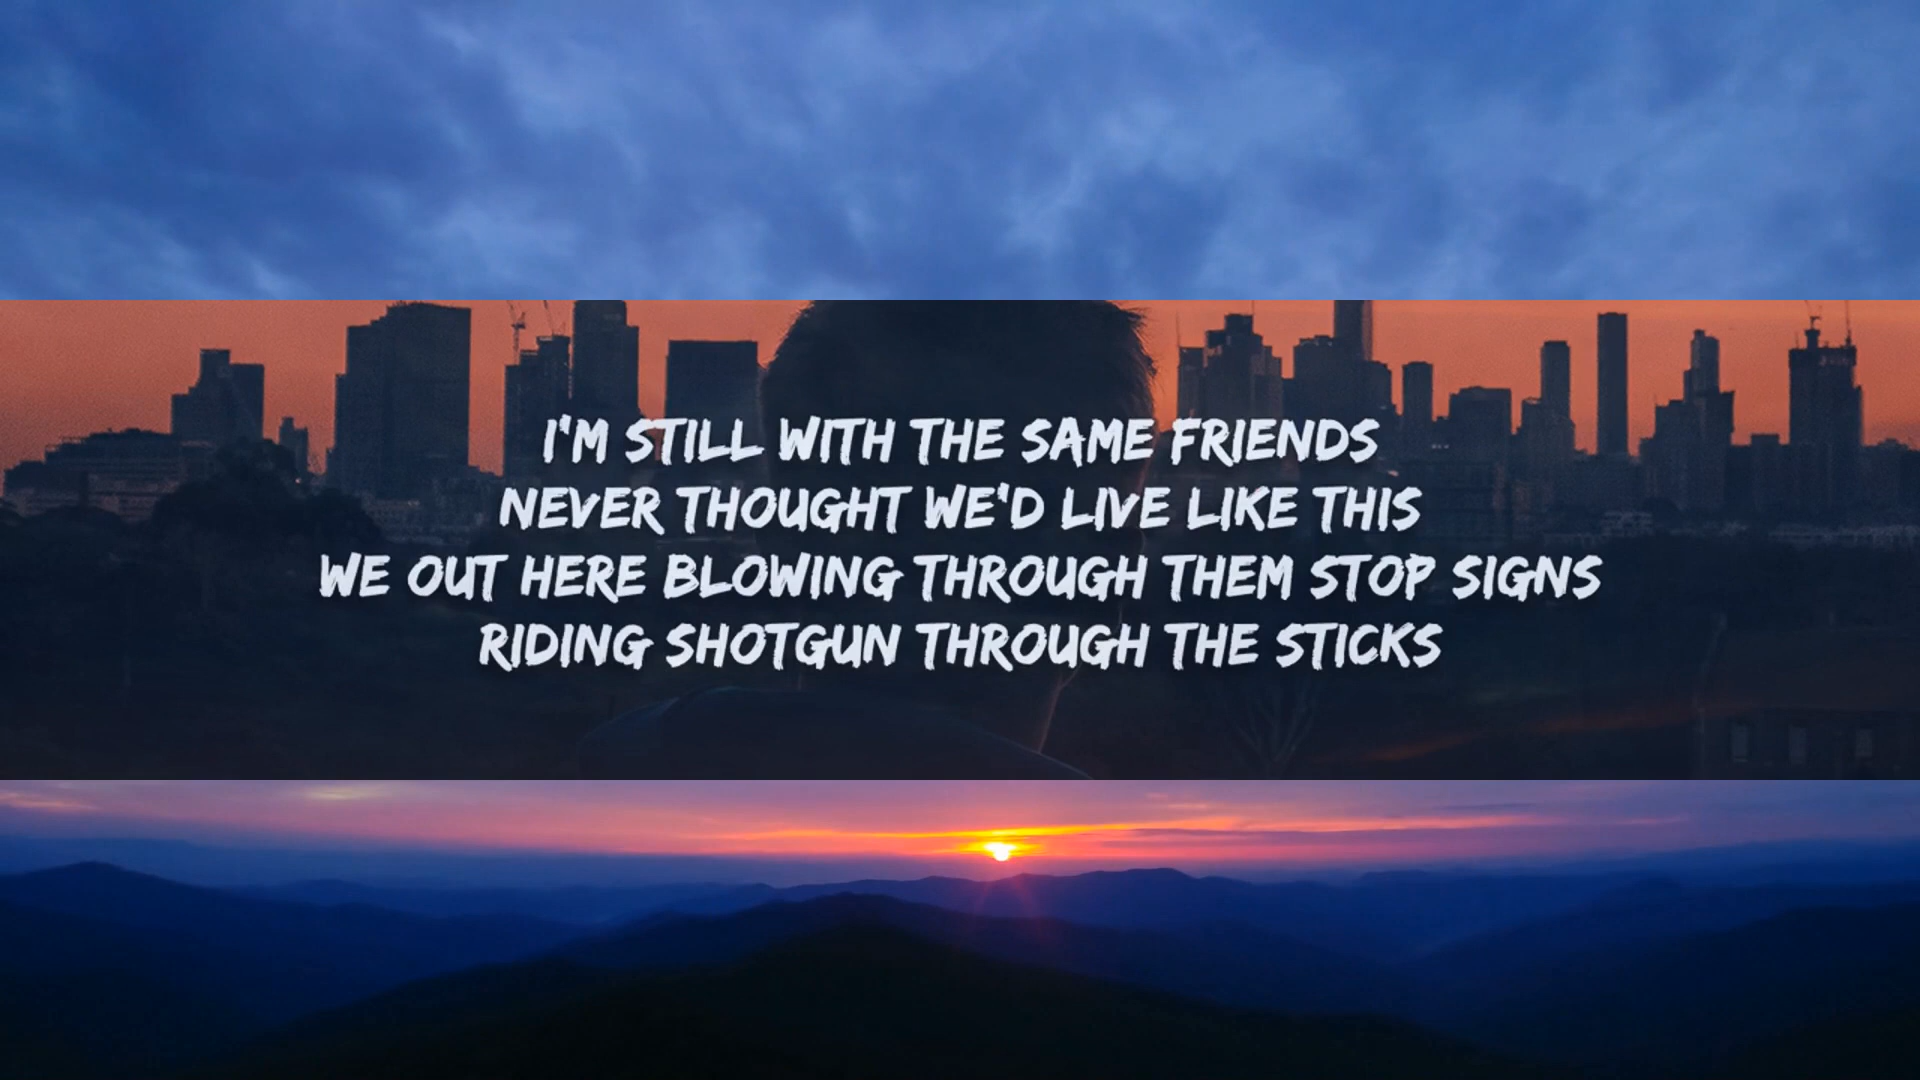 I'M STILL WITH THE SAME FRIENDS
NEVER THOUGHT WE'D LIVE LIKE THIS
WE OUT HERE BLOWING THROUGH THEM STOP SIGNS
RIDING SHOTGUN THROUGH THE STICKS